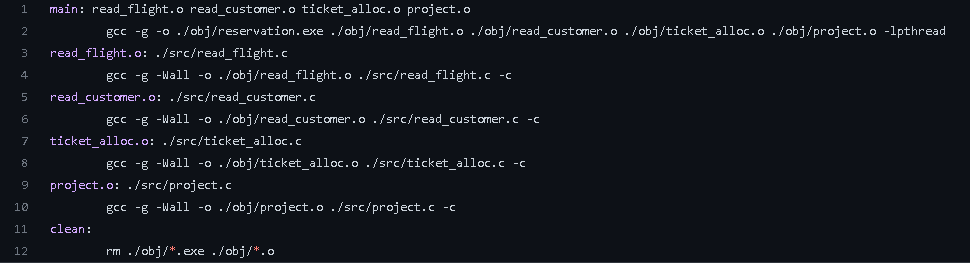 1 main: read_flight.o read_customer.o ticket_alloc.o project.o
2 gcc -g -o ./obj/reservation.exe ./obj/read_flight.o ./obj/read_customer.o ./obj/ticket_alloc.o ./obj/project.o -lpthread
3 read_flight.o: ./src/read_flight.c
4 gcc -g -Wall -o ./obj/read_flight.o ./src/read_flight.c -c
5 read_customer.o: ./src/read_customer.c
6 gcc -g -Wall -o ./obj/read_customer.o ./src/read_customer.c -c
7 ticket_alloc.o: ./src/ticket_alloc.c
8 gcc -g -Wall -o ./obj/ticket_alloc.o ./src/ticket_alloc.c -c
9 project.o: ./src/project.c
10 gcc -g -Wall -o ./obj/project.o ./src/project.c -c
11 clean:
12 rm ./obj/*.exe ./obj/*.o